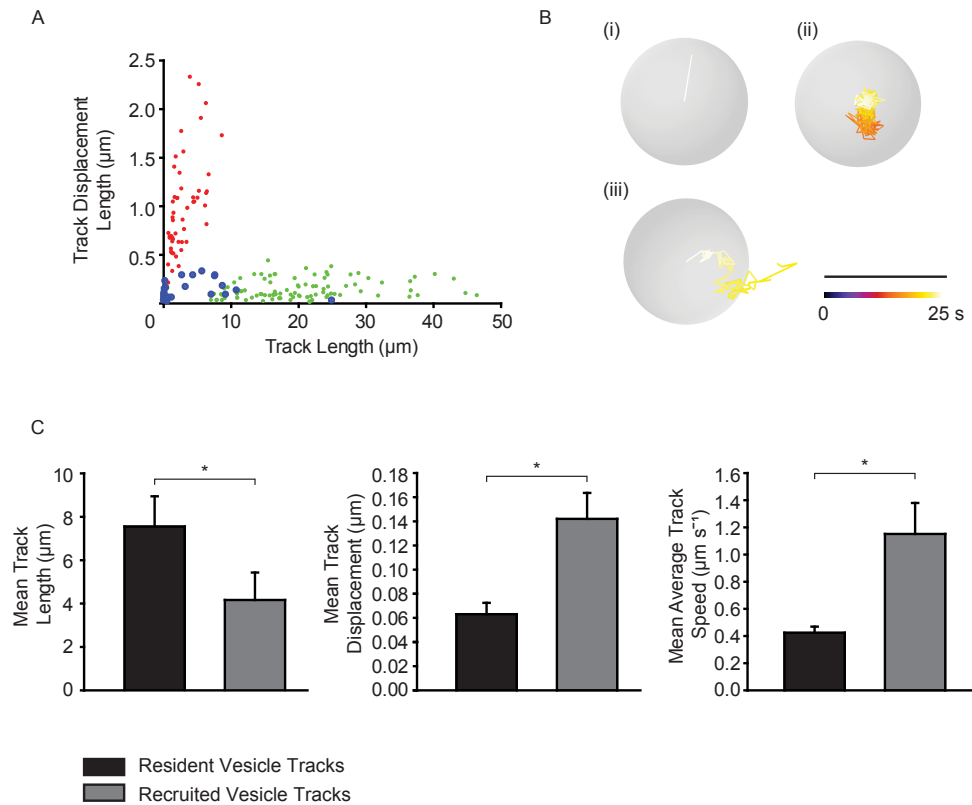 A
Track Displacement
Length (µm)
2.5
2.0
1.5
1.0
0.5
0
0
10
20
30
40
50
Track Length (µm)
B
(i)
(ii)
(iii)
0
25 s
C
Mean Track
Length (µm)
10
8
6
4
2
0
*
Mean Track
Displacement (µm)
0.18
0.16
0.14
0.12
0.10
0.08
0.06
0.04
0.02
0.00
*
Mean Average Track
Speed (µm s⁻¹)
1.6
1.4
1.2
1.0
0.8
0.6
0.4
0.2
0
*
Resident Vesicle Tracks
Recruited Vesicle Tracks